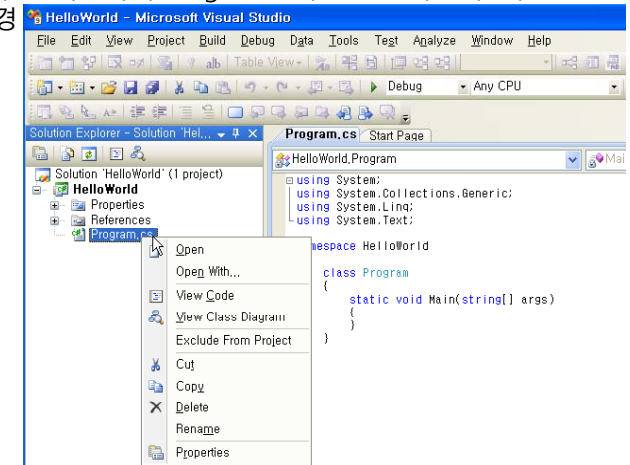 경
HelloWorld - Microsoft Visual Studio
File Edit View Project Build Debug Data Tools Test Analyze Window Help
Table View
Debug Any CPU
Solution Explorer - Solution 'Hel...
Program.cs Start Page
HelloWorld.Program Mai
Solution 'HelloWorld' (1 project)
HelloWorld
Properties
References
Program.cs
using System;
using System.Collections.Generic;
using System.Linq;
using System.Text;
mespace HelloWorld
class Program
{
static void Main(string[] args)
{
}
}
Open
Open With...
View Code
View Class Diagram
Exclude From Project
Cut
Copy
Delete
Rename
Properties